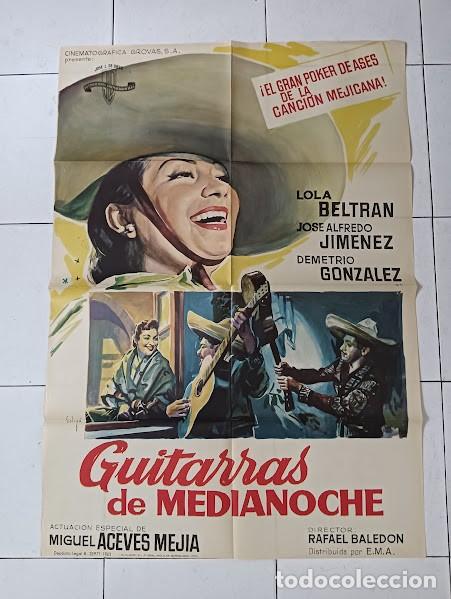 CINEMATOGRAFICA GROVAS, S.A.
presenta:
¡EL GRAN POKER DE ASES
DE LA
CANCION MEJICANA!
LOLA
BELTRAN
JOSE ALFREDO
JIMENEZ
DEMETRIO
GONZALEZ
Guitarras
de MEDIANOCHE
ACTUACION ESPECIAL DE
MIGUEL ACEVES MEJIA
DIRECTOR:
RAFAEL BALEDON
Distribuida por E.M.A.
todocoleccion